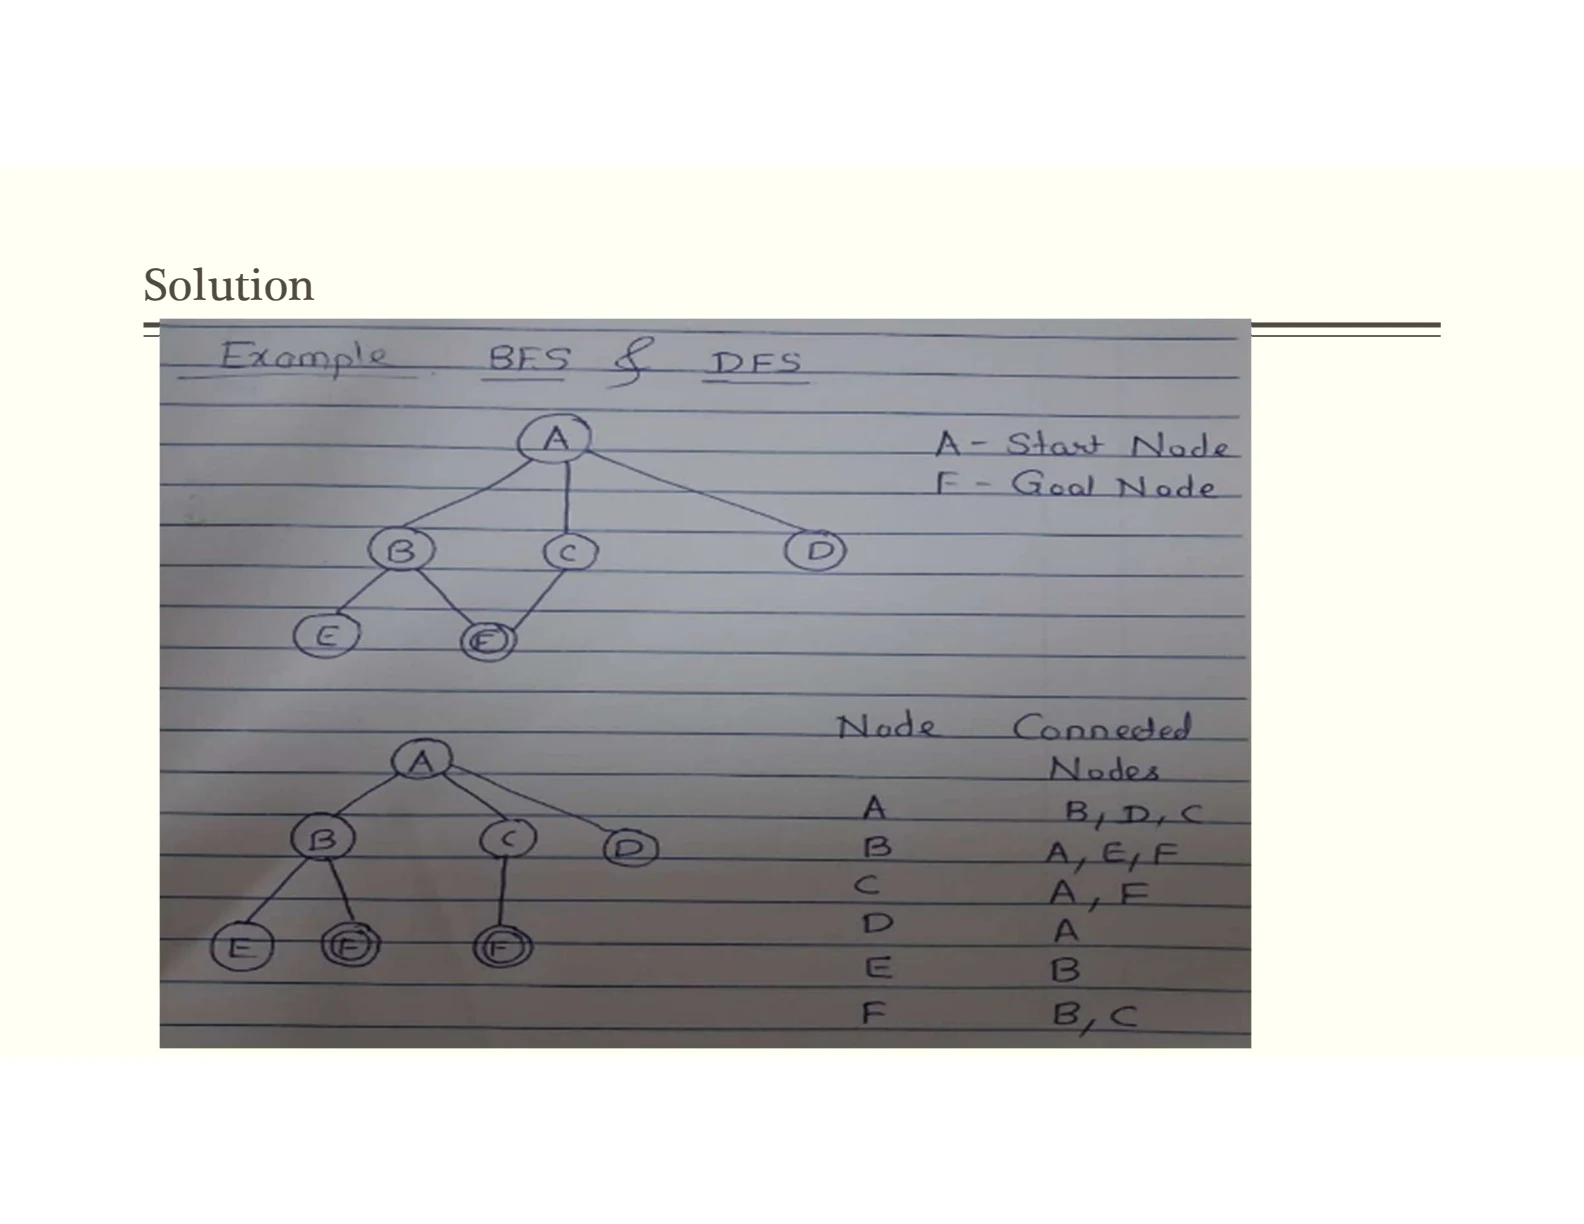 Solution
Example BFS & DFS
A
A - Start Node
F - Goal Node
B C D
E F
Node Connected
Nodes
A
A B, D, C
B C D
B A, E, F
C A, F
D A
E F F
E B
F B, C